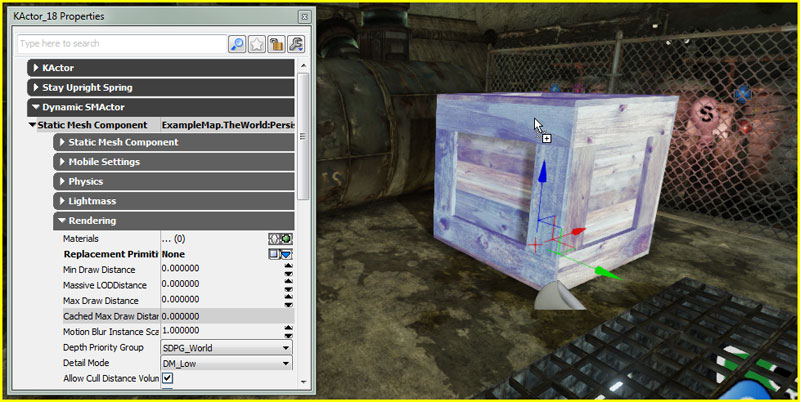 KActor_18 Properties
Type here to search
KActor
Stay Upright Spring
Dynamic SMActor
Static Mesh Component ExampleMap.TheWorld:Persis
Static Mesh Component
Mobile Settings
Physics
Lightmass
Rendering
Materials ... (0)
Replacement Primiti None
Min Draw Distance 0.000000
Massive LODDistance 0.000000
Max Draw Distance 0.000000
Cached Max Draw Distar 0.000000
Motion Blur Instance Sca 1.000000
Depth Priority Group SDPG_World
Detail Mode DM_Low
Allow Cull Distance Volun
S